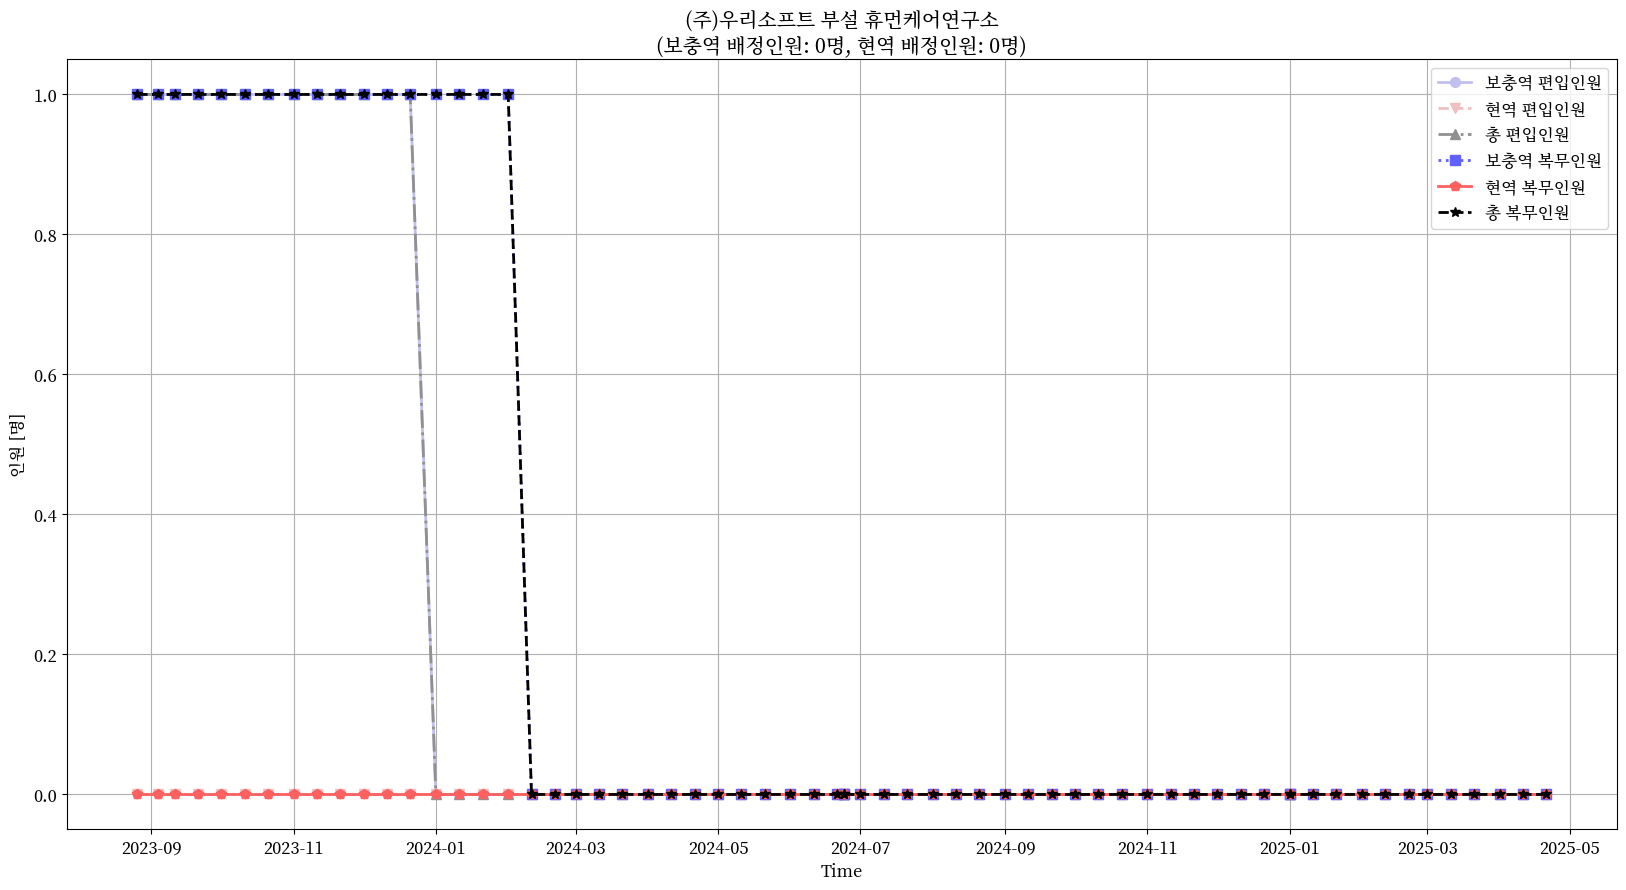 (주)우리소프트 부설 휴먼케어연구소
(보충역 배정인원: 0명, 현역 배정인원: 0명)
보충역 편입인원
현역 편입인원
총 편입인원
보충역 복무인원
현역 복무인원
총 복무인원
1.0
0.8
0.6
0.4
0.2
0.0
인원 [명]
2023-09
2023-11
2024-01
2024-03
2024-05
2024-07
2024-09
2024-11
2025-01
2025-03
2025-05
Time